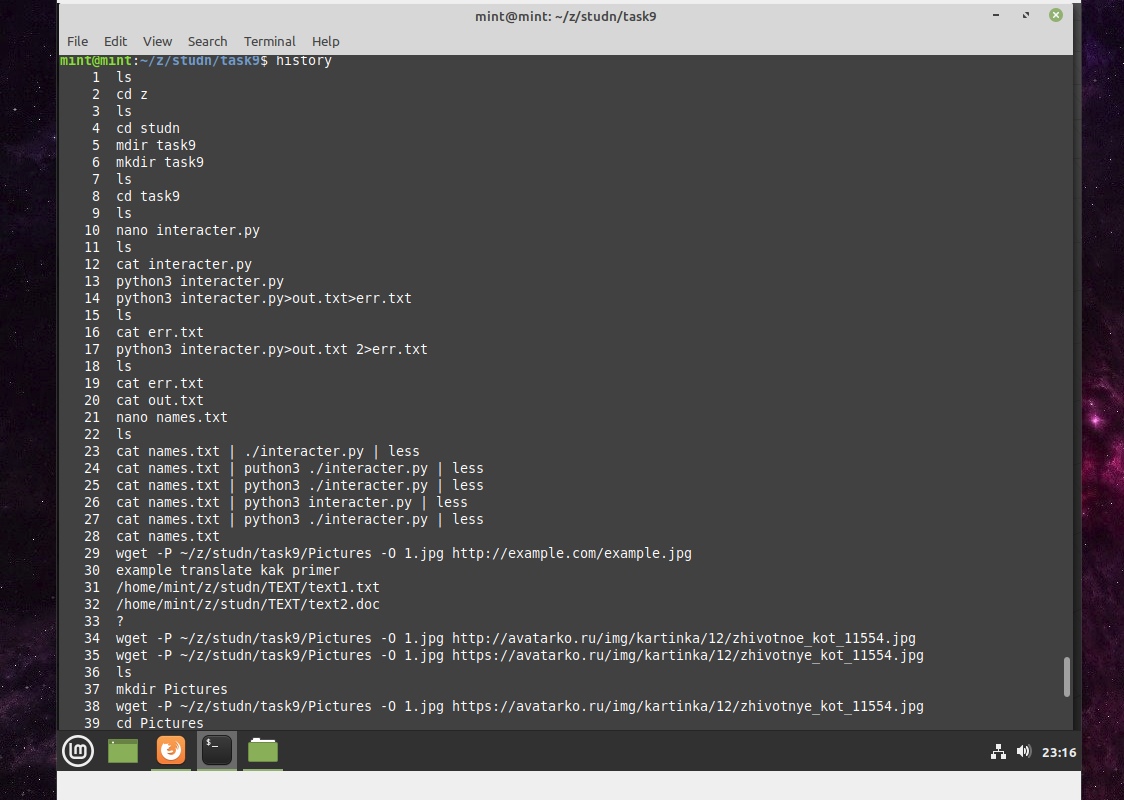 mint@mint: ~/z/studn/task9
File Edit View Search Terminal Help
mint@mint:~/z/studn/task9$ history
1 ls
2 cd z
3 ls
4 cd studn
5 mdir task9
6 mkdir task9
7 ls
8 cd task9
9 ls
10 nano interacter.py
11 ls
12 cat interacter.py
13 python3 interacter.py
14 python3 interacter.py>out.txt>err.txt
15 ls
16 cat err.txt
17 python3 interacter.py>out.txt 2>err.txt
18 ls
19 cat err.txt
20 cat out.txt
21 nano names.txt
22 ls
23 cat names.txt | ./interacter.py | less
24 cat names.txt | puthon3 ./interacter.py | less
25 cat names.txt | python3 ./interacter.py | less
26 cat names.txt | python3 interacter.py | less
27 cat names.txt | python3 ./interacter.py | less
28 cat names.txt
29 wget -P ~/z/studn/task9/Pictures -O 1.jpg http://example.com/example.jpg
30 example translate kak primer
31 /home/mint/z/studn/TEXT/text1.txt
32 /home/mint/z/studn/TEXT/text2.doc
33 ?
34 wget -P ~/z/studn/task9/Pictures -O 1.jpg http://avatarko.ru/img/kartinka/12/zhivotnoe_kot_11554.jpg
35 wget -P ~/z/studn/task9/Pictures -O 1.jpg https://avatarko.ru/img/kartinka/12/zhivotnye_kot_11554.jpg
36 ls
37 mkdir Pictures
38 wget -P ~/z/studn/task9/Pictures -O 1.jpg https://avatarko.ru/img/kartinka/12/zhivotnye_kot_11554.jpg
39 cd Pictures
lm $_ 23:16